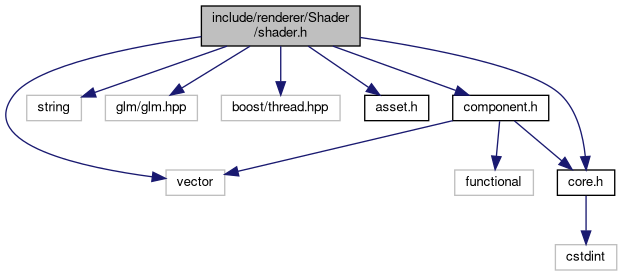 include/renderer/Shader
/shader.h
string
glm/glm.hpp
boost/thread.hpp
asset.h
component.h
vector
functional
core.h
cstdint